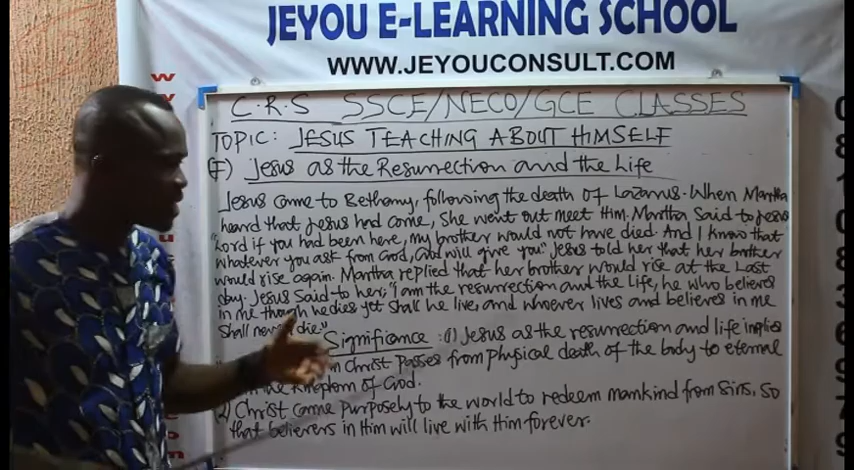 JEYOU E-LEARNING SCHOOL
WWW.JEYOUCONSULT.COM
C.R.S SSCE/NECO/GCE CLASSES
TOPIC: JESUS TEACHING ABOUT HIMSELF
(F) Jesus as the Resurrection and the Life
Jesus came to Bethany, following the death of Lazarus. When Martha
heard that Jesus had come, She went out meet Him. Martha Said to Jesus
"Lord if you had been here, my brother would not have died. And I know that
whatever you ask from God, God will give you." Jesus told her that her brother
would rise again. Martha replied that her brother would rise at the Last
day. Jesus Said to her; "I am the resurrection and the Life, he who believes
in me though he dies yet shall he live, and whoever lives and believes in me
shall never die."
Significance: (1) Jesus as the resurrection and life implies
in Christ Passes from Physical death of the body to eternal
in the Kingdom of God.
(2) Christ came purposely to the world to redeem mankind from Sins, So
that believers in Him will live with Him forever.